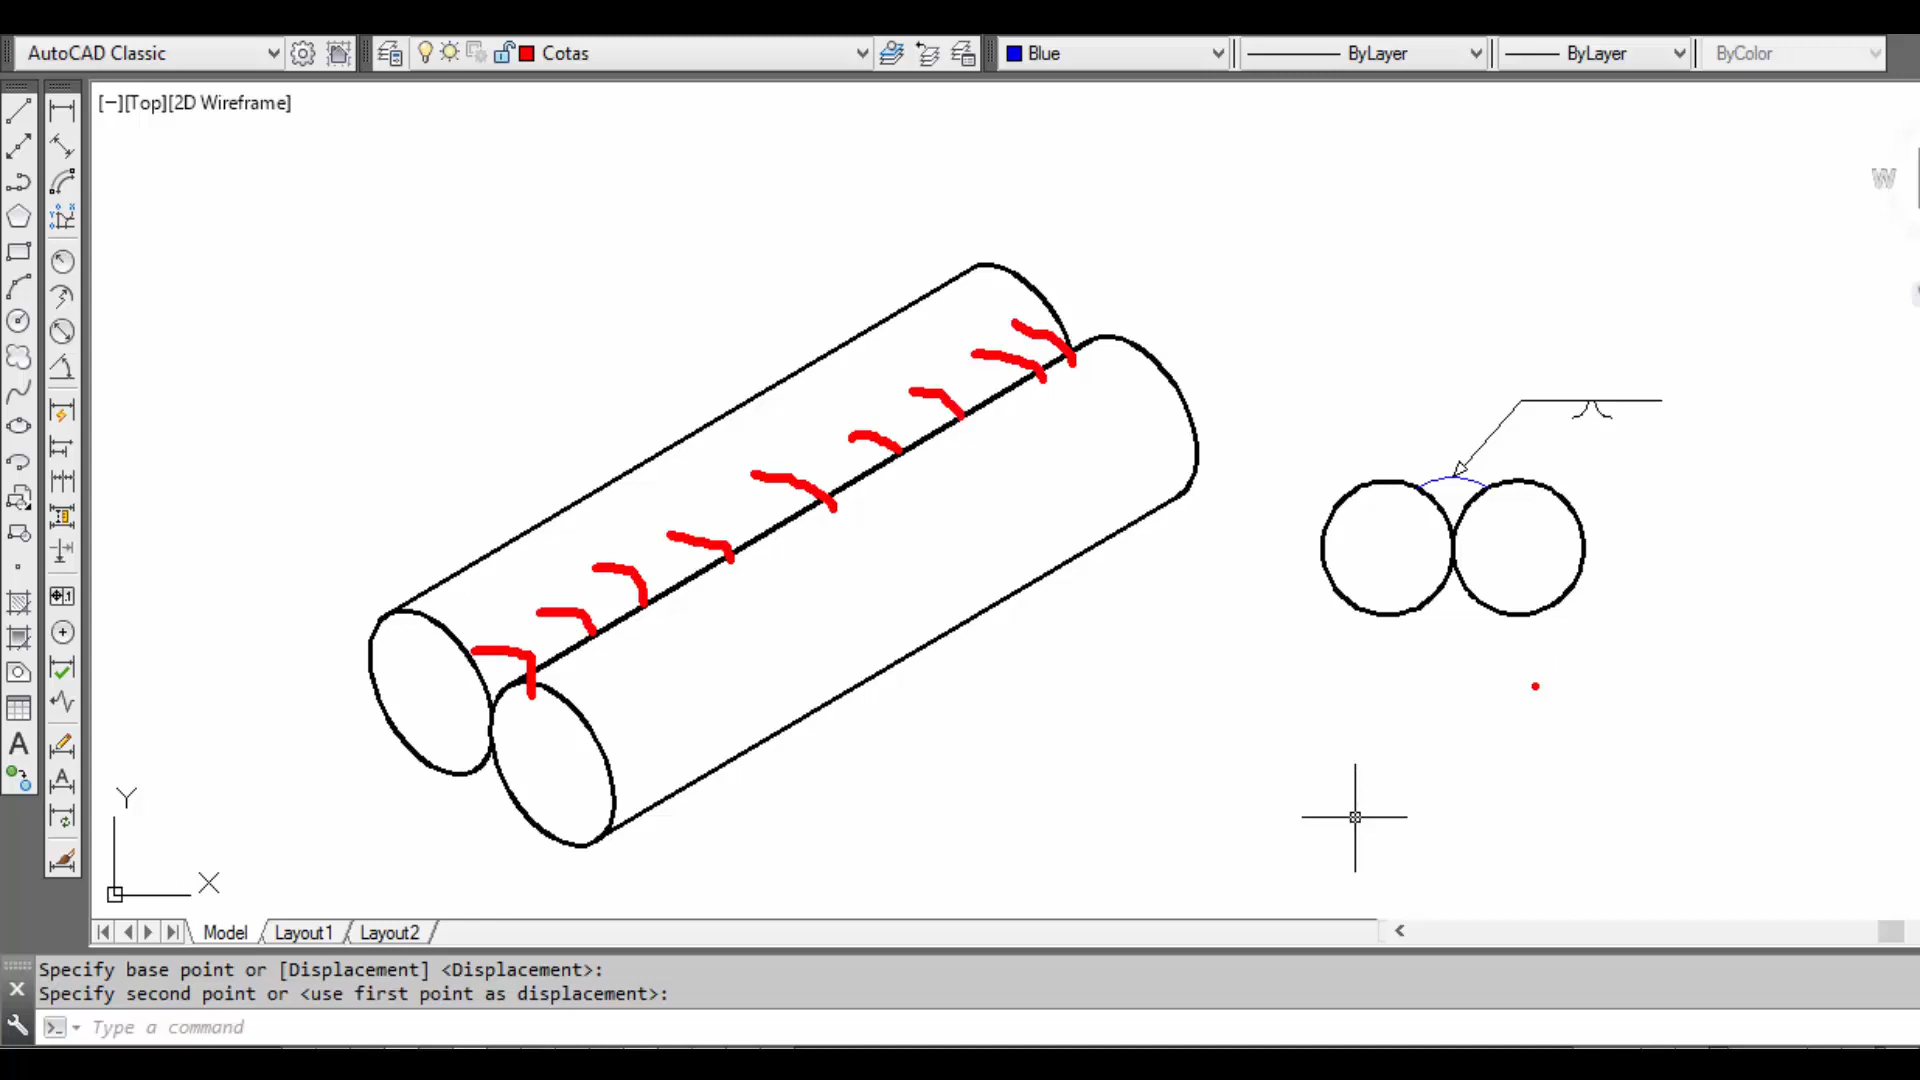 AutoCAD Classic
Cotas
Blue
ByLayer
ByLayer
ByColor
[−][Top][2D Wireframe]
W
A
Y
X
Model
Layout1
Layout2
Specify base point or [Displacement] <Displacement>:
Specify second point or <use first point as displacement>:
Type a command